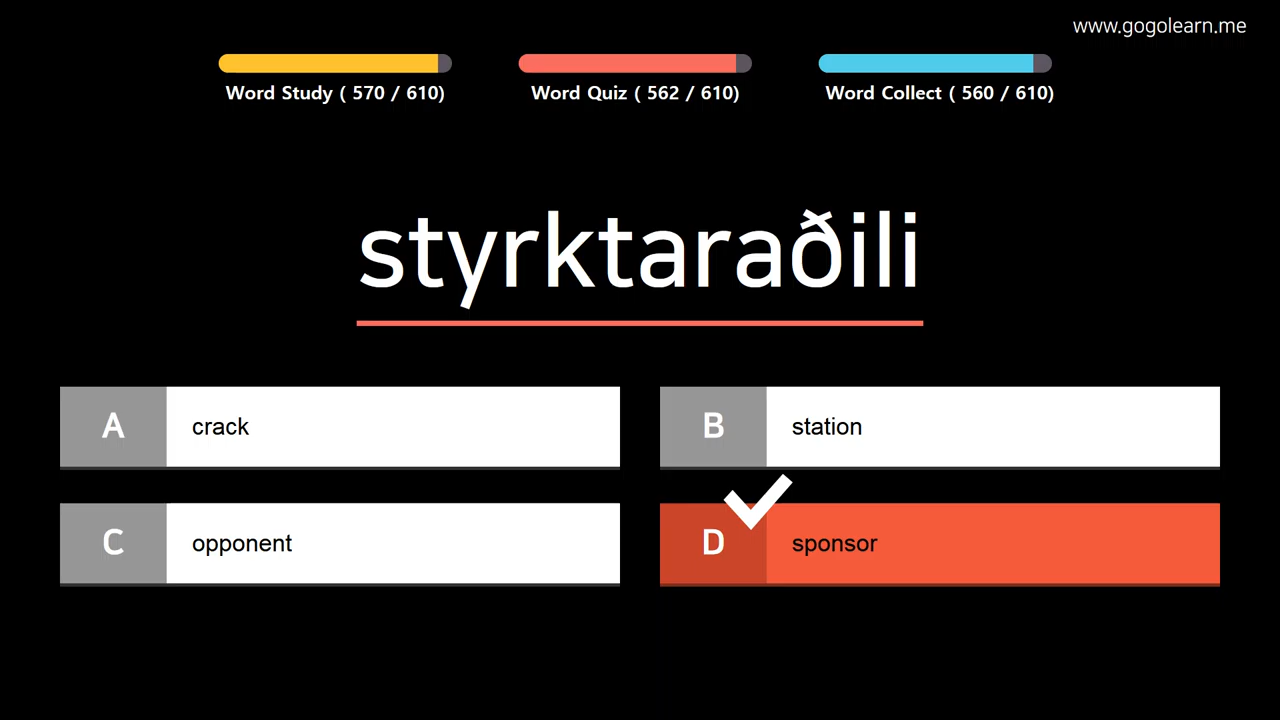 www.gogolearn.me
Word Study ( 570 / 610)
Word Quiz ( 562 / 610)
Word Collect ( 560 / 610)
styrktaraðili
A crack
B station
C opponent
D sponsor